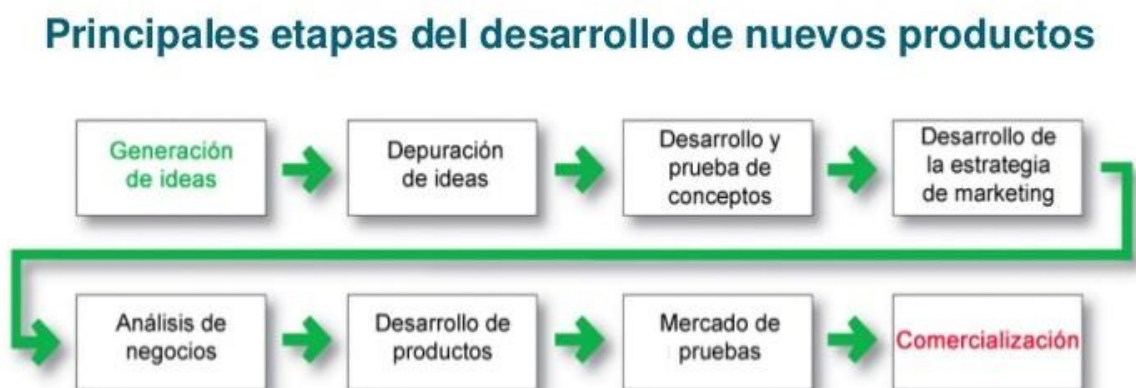 Principales etapas del desarrollo de nuevos productos
Generación
de ideas
Depuración
de ideas
Desarrollo y
prueba de
conceptos
Desarrollo de
la estrategia
de marketing
Análisis de
negocios
Desarrollo de
productos
Mercado de
pruebas
Comercialización